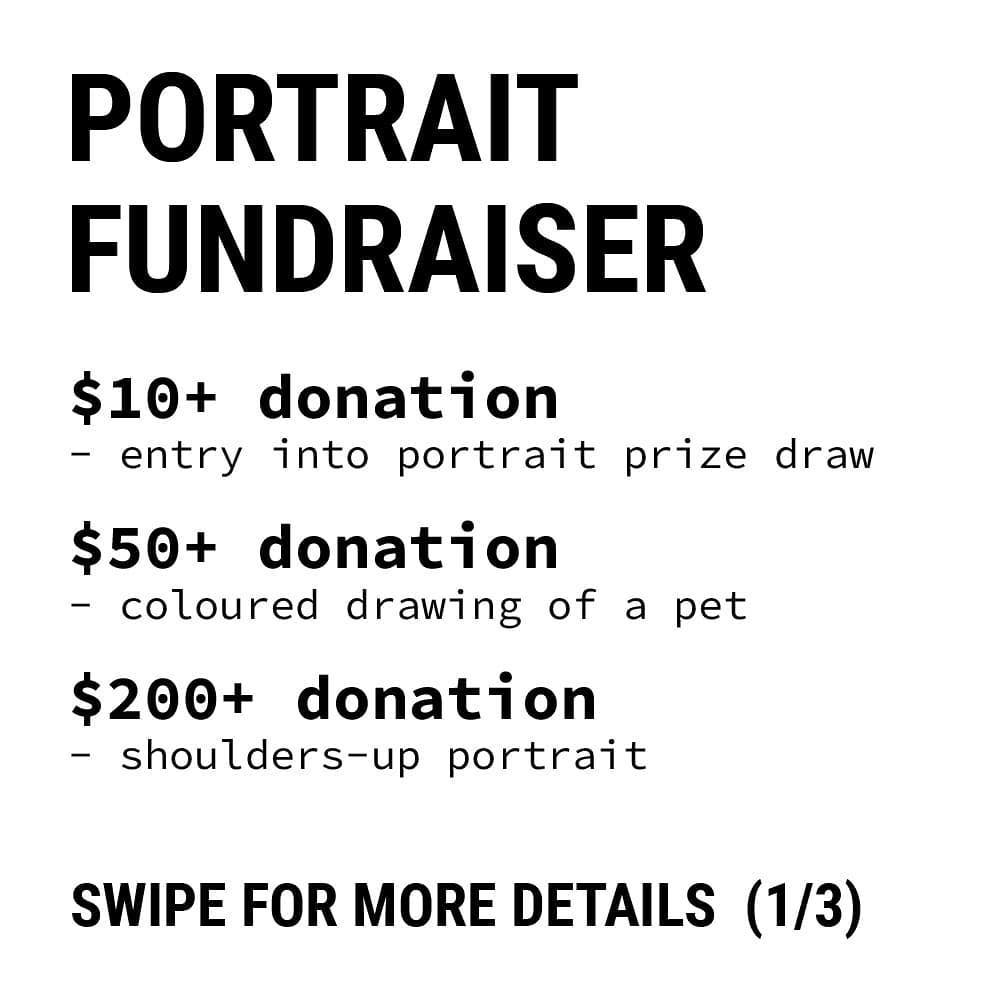 PORTRAIT
FUNDRAISER
$10+ donation
- entry into portrait prize draw
$50+ donation
- coloured drawing of a pet
$200+ donation
- shoulders-up portrait
SWIPE FOR MORE DETAILS (1/3)